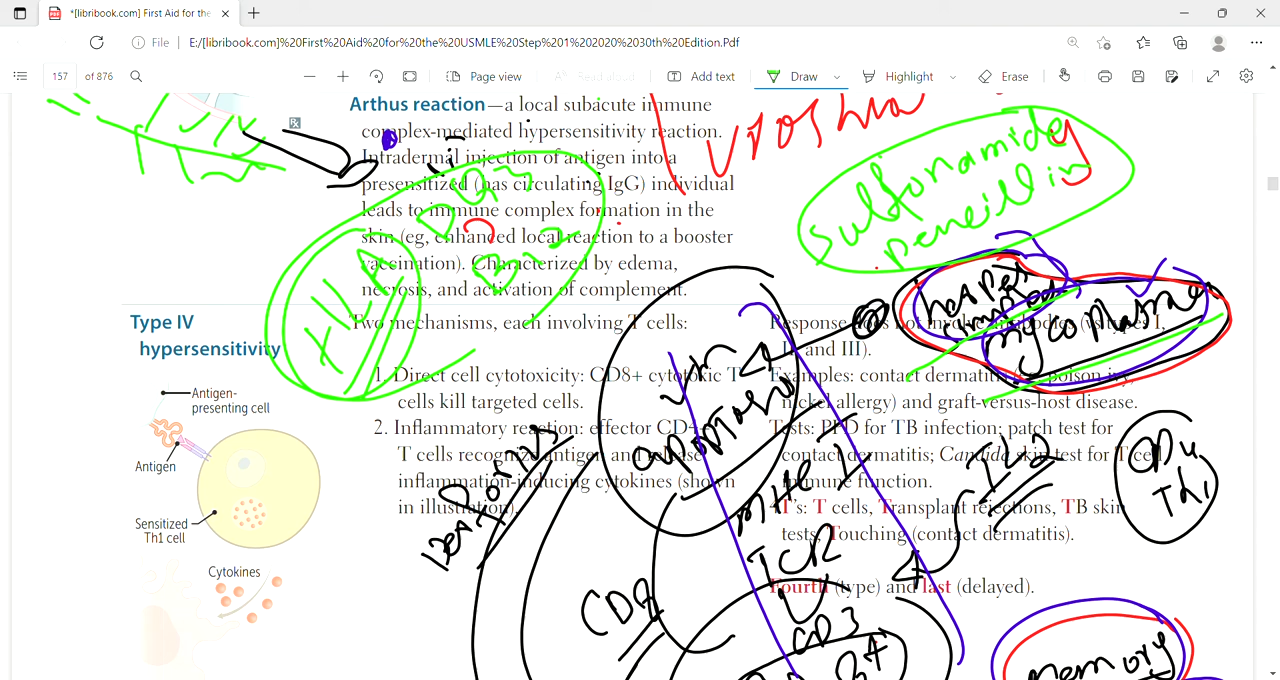 *[libribook.com] First Aid for the
File
E:/[libribook.com]%20First%20Aid%20for%20the%20USMLE%20Step%201%202020%2030th%20Edition.Pdf
157 of 876
Page view
Read aloud
Add text
Draw
Highlight
Erase
Arthus reaction—a local subacute immune
complex-mediated hypersensitivity reaction.
Intradermal injection of antigen into a
presensitized (has circulating IgG) individual
leads to immune complex formation in the
skin (eg, enhanced local reaction to a booster
vaccination). Characterized by edema,
necrosis, and activation of complement.
sulfonamide
pencillin
HLA
Type IV
hypersensitivity
Antigen-
presenting cell
Antigen
Sensitized
Th1 cell
Cytokines
Two mechanisms, each involving T cells:
1. Direct cell cytotoxicity: CD8+ cytotoxic T
cells kill targeted cells.
2. Inflammatory reaction: effector CD4+
T cells recognize antigen and release
inflammation-inducing cytokines (shown
in illustration).
Response does not involve antibodies (vs types I,
II, and III).
Examples: contact dermatitis poison ivy,
nickel allergy) and graft-versus-host disease.
Tests: PPD for TB infection; patch test for
contact dermatitis; Candida skin test for T cell
immune function.
4T's: T cells, Transplant rejections, TB skin
tests, Touching (contact dermatitis).
Fourth (type) and last (delayed).
apoptosis
MHC I
TCR
CD3
IL2
CD4
Th1
memory